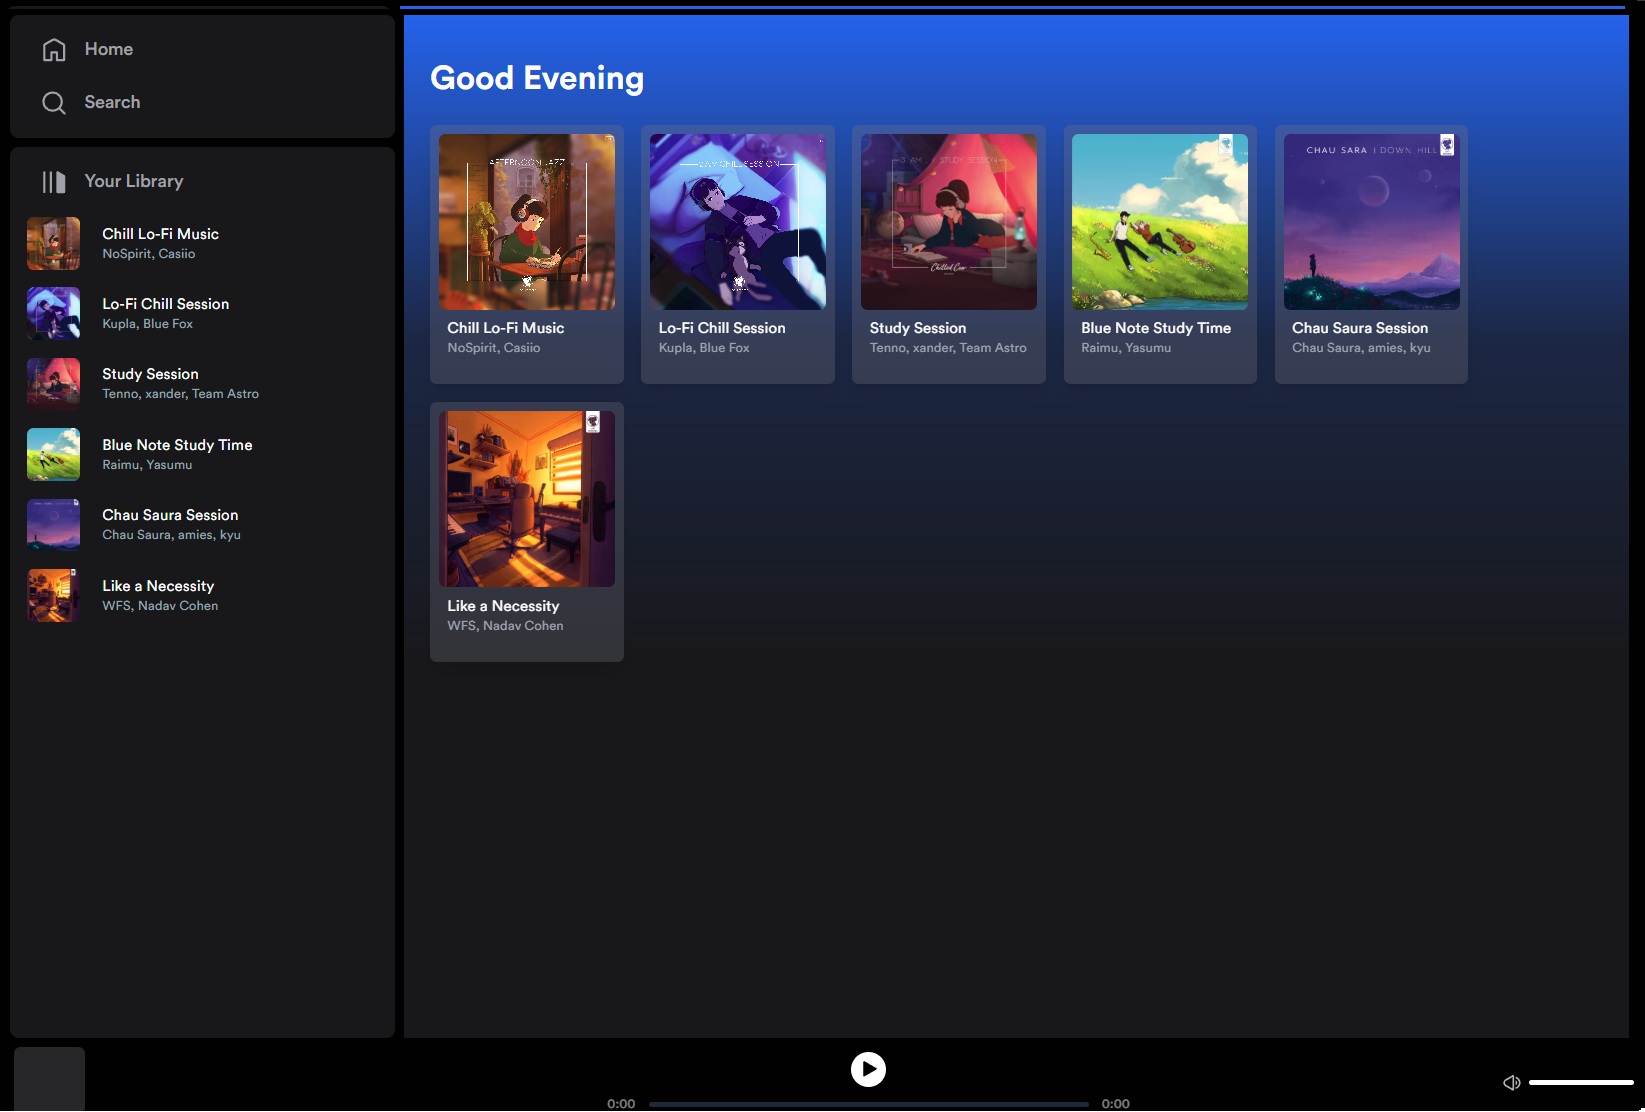 Home
Search
Your Library
Chill Lo-Fi Music
NoSpirit, Casiio
Lo-Fi Chill Session
Kupla, Blue Fox
Study Session
Tenno, xander, Team Astro
Blue Note Study Time
Raimu, Yasumu
Chau Saura Session
Chau Saura, amies, kyu
Like a Necessity
WFS, Nadav Cohen
Good Evening
AFTERNOON JAZZ
Chill Lo-Fi Music
NoSpirit, Casiio
2 AM CHILL SESSION
Lo-Fi Chill Session
Kupla, Blue Fox
3 AM STUDY SESSION
Chilled Cow
Study Session
Tenno, xander, Team Astro
Blue Note Study Time
Raimu, Yasumu
CHAU SARA | DOWN HILL
Chau Saura Session
Chau Saura, amies, kyu
Like a Necessity
WFS, Nadav Cohen
0:00
0:00